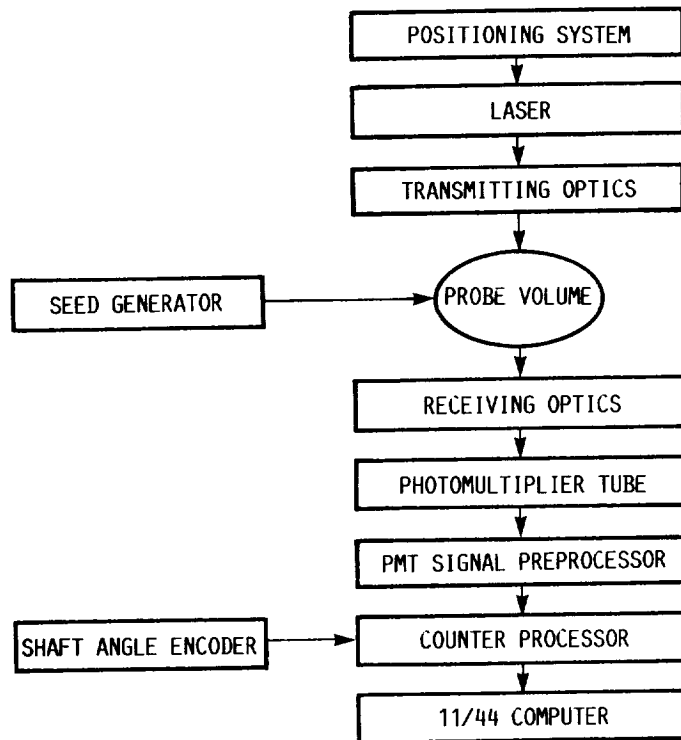 POSITIONING SYSTEM
LASER
TRANSMITTING OPTICS
SEED GENERATOR
PROBE VOLUME
RECEIVING OPTICS
PHOTOMULTIPLIER TUBE
PMT SIGNAL PREPROCESSOR
SHAFT ANGLE ENCODER
COUNTER PROCESSOR
11/44 COMPUTER